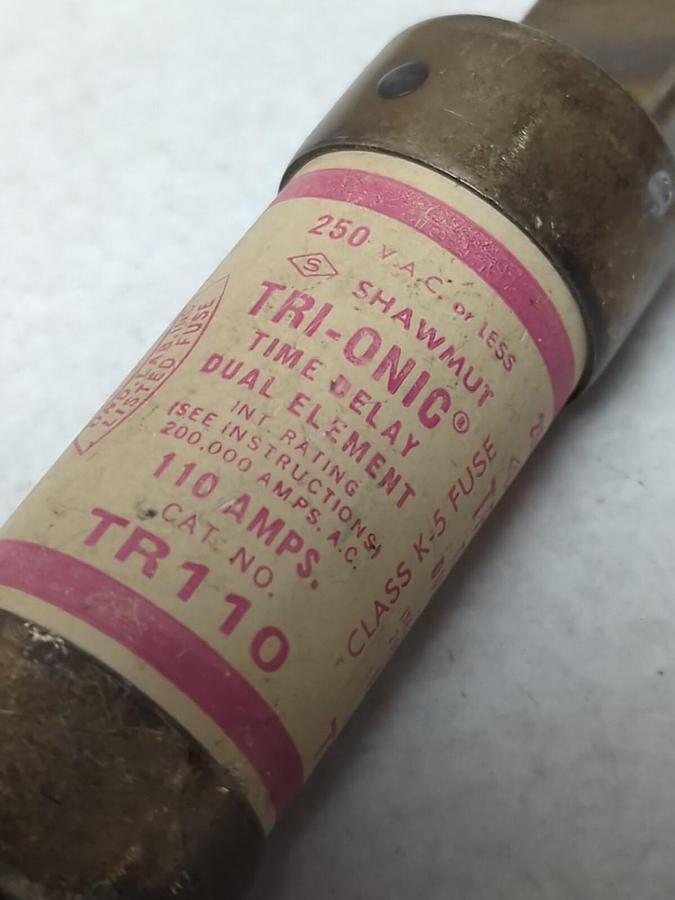 250 V A.C. or LESS
S SHAWMUT
TRI-ONIC®
TIME DELAY
DUAL ELEMENT
INT. RATING
(SEE INSTRUCTIONS)
200,000 AMPS. A.C.
110 AMPS.
CAT. NO.
TR110
LISTED FUSE
CLASS K-5 FUSE